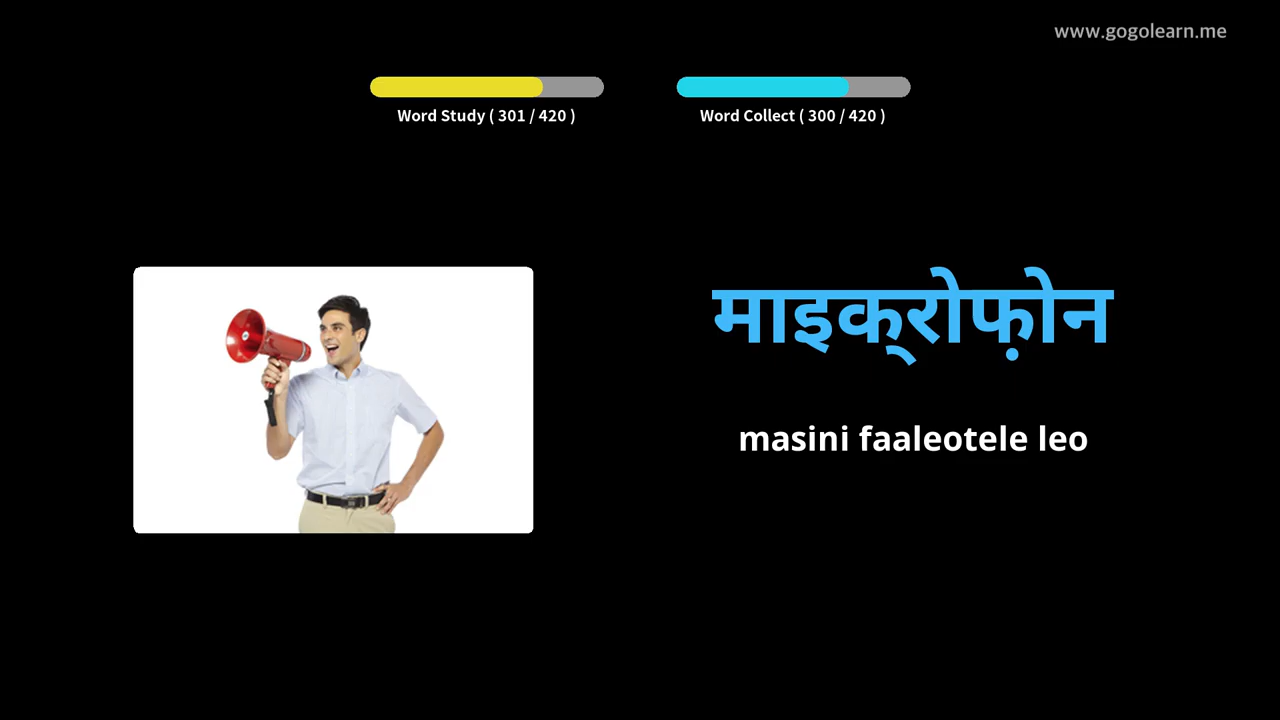 www.gogolearn.me
Word Study ( 301 / 420 )
Word Collect ( 300 / 420 )
माइक्रोफ़ोन
masini faaleotele leo